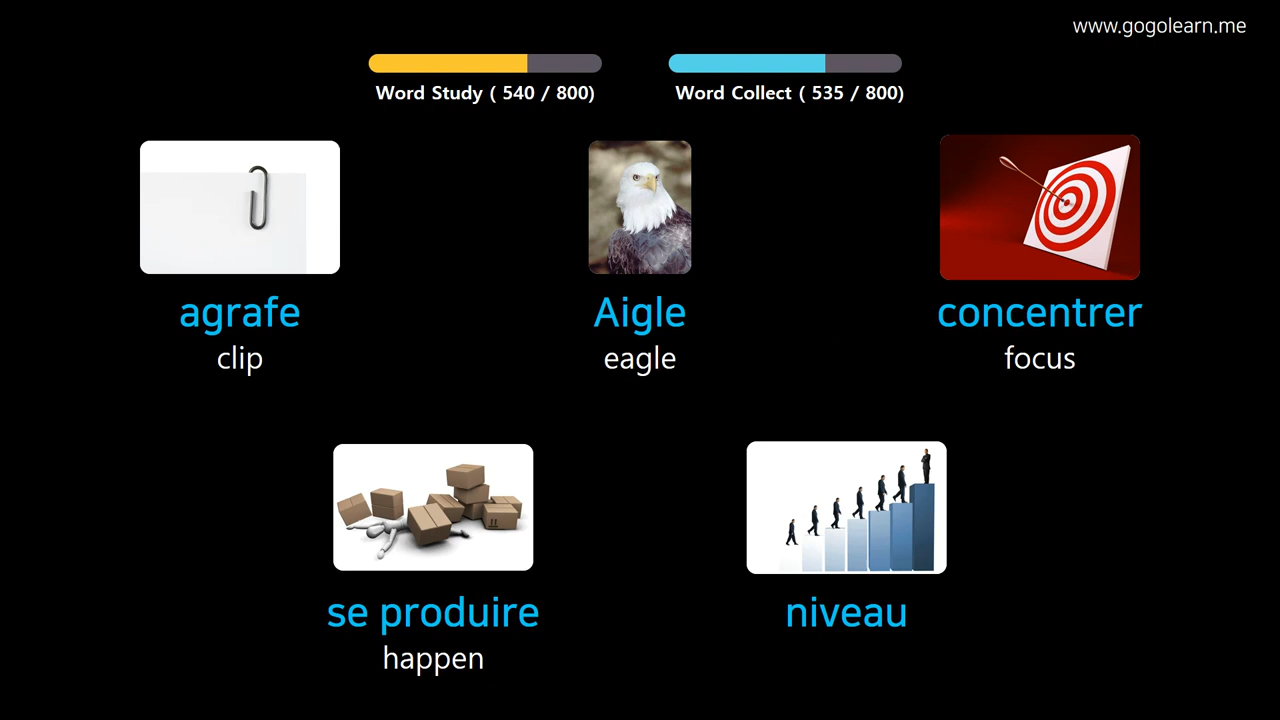 www.gogolearn.me
Word Study ( 540 / 800)
Word Collect ( 535 / 800)
agrafe
clip
Aigle
eagle
concentrer
focus
se produire
happen
niveau